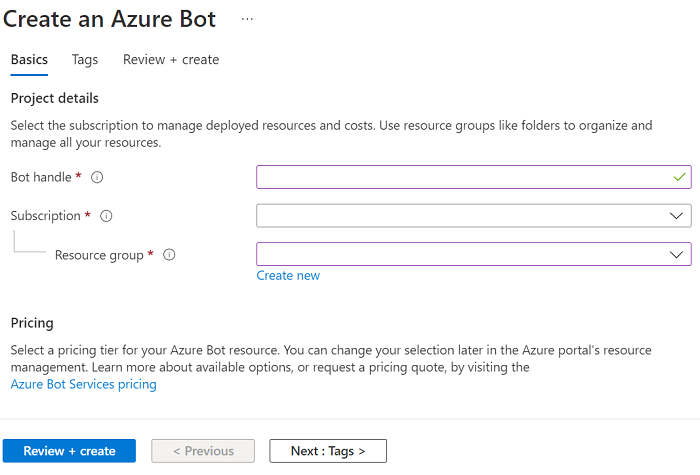 Create an Azure Bot ...
Basics Tags Review + create
Project details
Select the subscription to manage deployed resources and costs. Use resource groups like folders to organize and
manage all your resources.
Bot handle *
Subscription *
Resource group *
Create new
Pricing
Select a pricing tier for your Azure Bot resource. You can change your selection later in the Azure portal's resource
management. Learn more about available options, or request a pricing quote, by visiting the
Azure Bot Services pricing
Review + create < Previous Next : Tags >